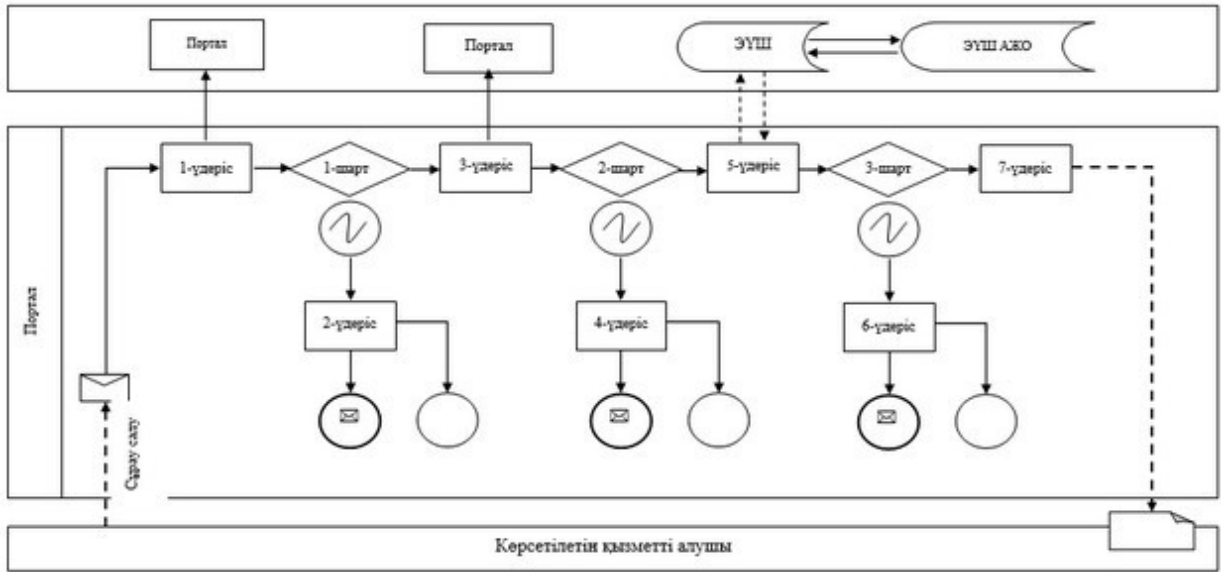 Портал
Портал
ЭҮШ
ЭҮШ АЖО
1-үдеріс
1-шарт
3-үдеріс
2-шарт
5-үдеріс
3-шарт
7-үдеріс
Портал
2-үдеріс
4-үдеріс
6-үдеріс
Сұрау салу
Көрсетілетін қызметті алушы